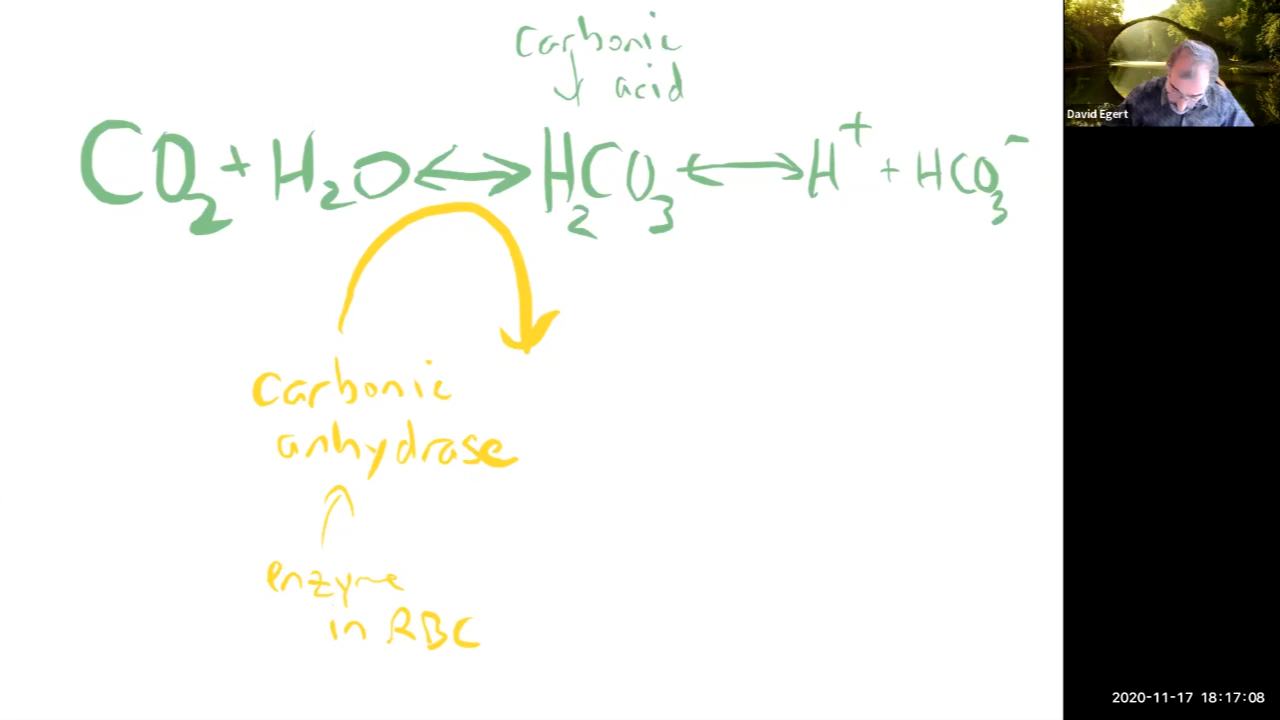 carbonic
acid
CO₂ + H₂O ↔ H₂CO₃ ↔ H⁺ + HCO₃⁻
carbonic
anhydrase
enzyme
in RBC
David Egert
2020-11-17 18:17:08